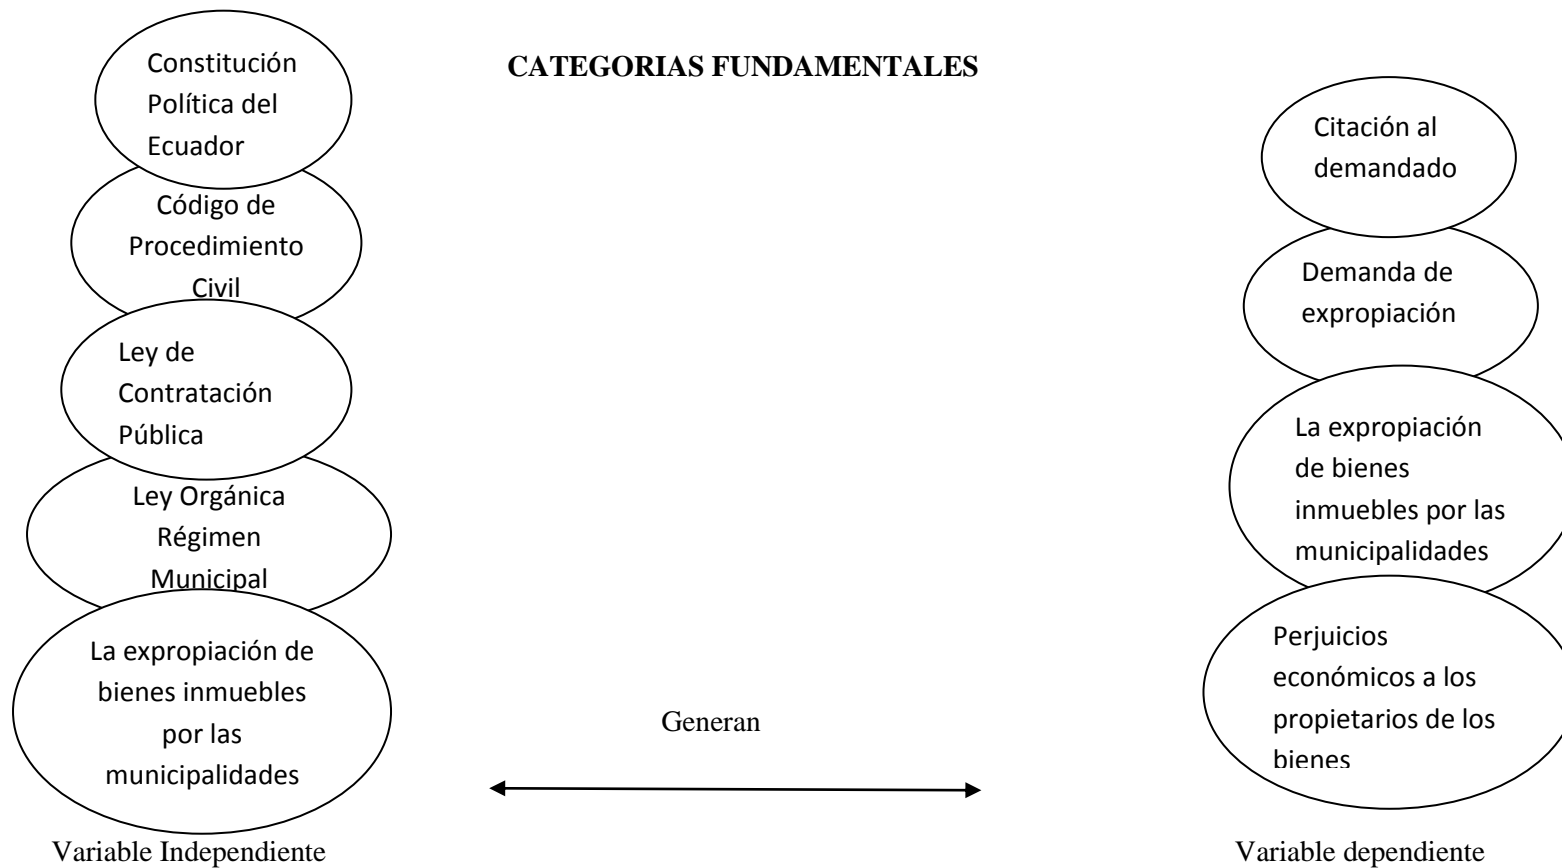 CATEGORIAS FUNDAMENTALES
Constitución
Política del
Ecuador
Código de
Procedimiento
Civil
Ley de
Contratación
Pública
Ley Orgánica
Régimen
Municipal
La expropiación de
bienes inmuebles
por las
municipalidades
Variable Independiente
Generan
Citación al
demandado
Demanda de
expropiación
La expropiación
de bienes
inmuebles por las
municipalidades
Perjuicios
económicos a los
propietarios de los
bienes
Variable dependiente